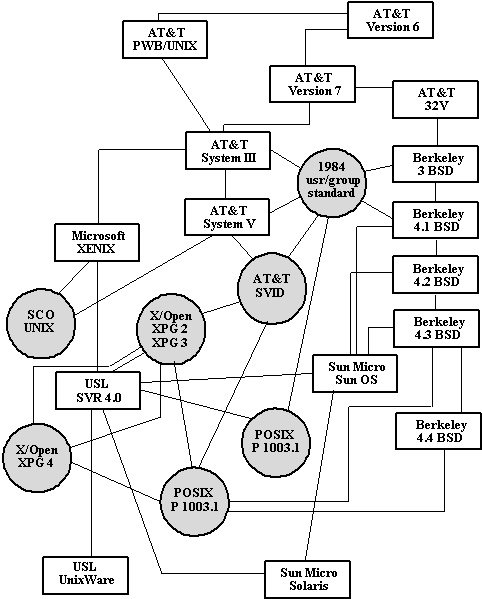 AT&T
Version 6
AT&T
PWB/UNIX
AT&T
Version 7
AT&T
32V
AT&T
System III
1984
usr/group
standard
Berkeley
3 BSD
AT&T
System V
Berkeley
4.1 BSD
Microsoft
XENIX
Berkeley
4.2 BSD
AT&T
SVID
SCO
UNIX
X/Open
XPG 2
XPG 3
Berkeley
4.3 BSD
Sun Micro
Sun OS
USL
SVR 4.0
Berkeley
4.4 BSD
POSIX
P 1003.1
X/Open
XPG 4
POSIX
P 1003.1
USL
UnixWare
Sun Micro
Solaris